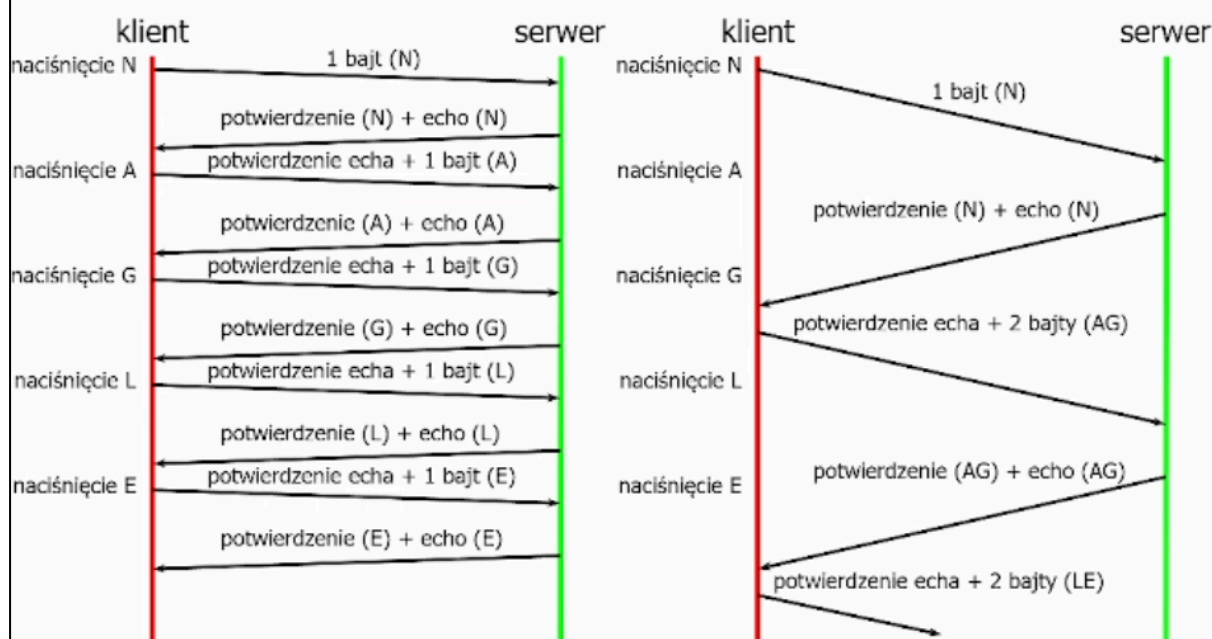 klient
serwer
naciśnięcie N
1 bajt (N)
potwierdzenie (N) + echo (N)
potwierdzenie echa + 1 bajt (A)
naciśnięcie A
potwierdzenie (A) + echo (A)
potwierdzenie echa + 1 bajt (G)
naciśnięcie G
potwierdzenie (G) + echo (G)
potwierdzenie echa + 1 bajt (L)
naciśnięcie L
potwierdzenie (L) + echo (L)
potwierdzenie echa + 1 bajt (E)
naciśnięcie E
potwierdzenie (E) + echo (E)
klient
serwer
naciśnięcie N
1 bajt (N)
naciśnięcie A
potwierdzenie (N) + echo (N)
naciśnięcie G
potwierdzenie echa + 2 bajty (AG)
naciśnięcie L
potwierdzenie (AG) + echo (AG)
naciśnięcie E
potwierdzenie echa + 2 bajty (LE)